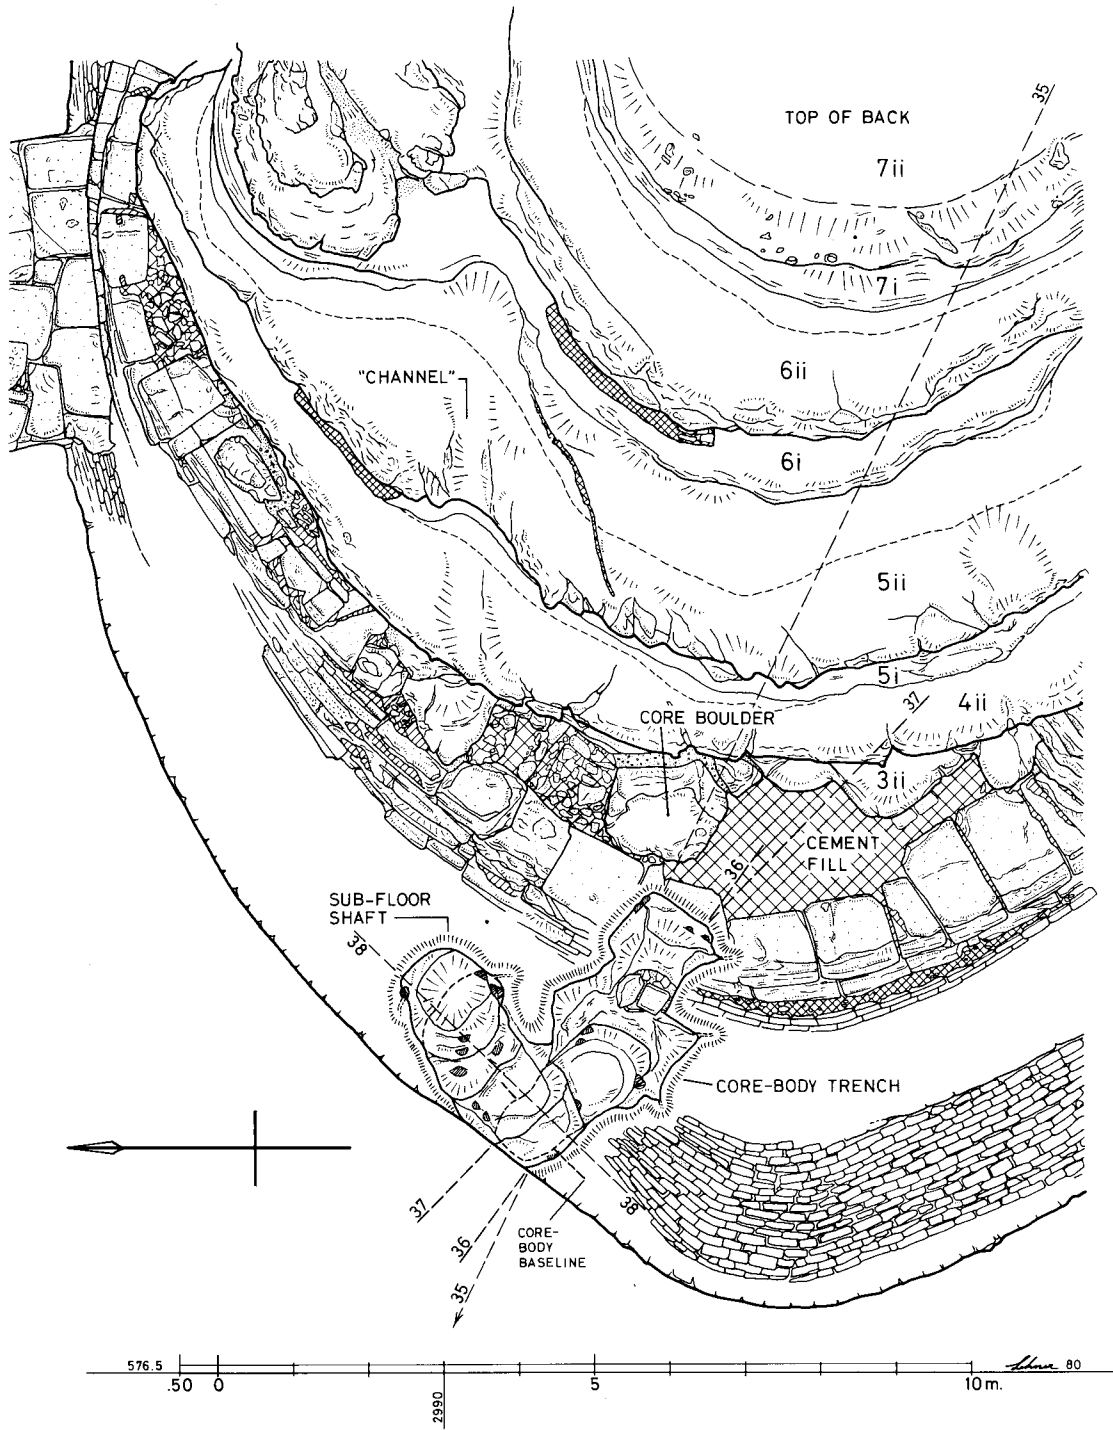 35
TOP OF BACK
7ii
7i
6ii
"CHANNEL"
6i
5ii
5i
37
4ii
CORE BOULDER
3ii
CEMENT
FILL
36
SUB-FLOOR
SHAFT
38
CORE-BODY TRENCH
37
36
35
38
CORE-
BODY
BASELINE
576.5
Lehner 80
.50
0
5
10 m.
2990